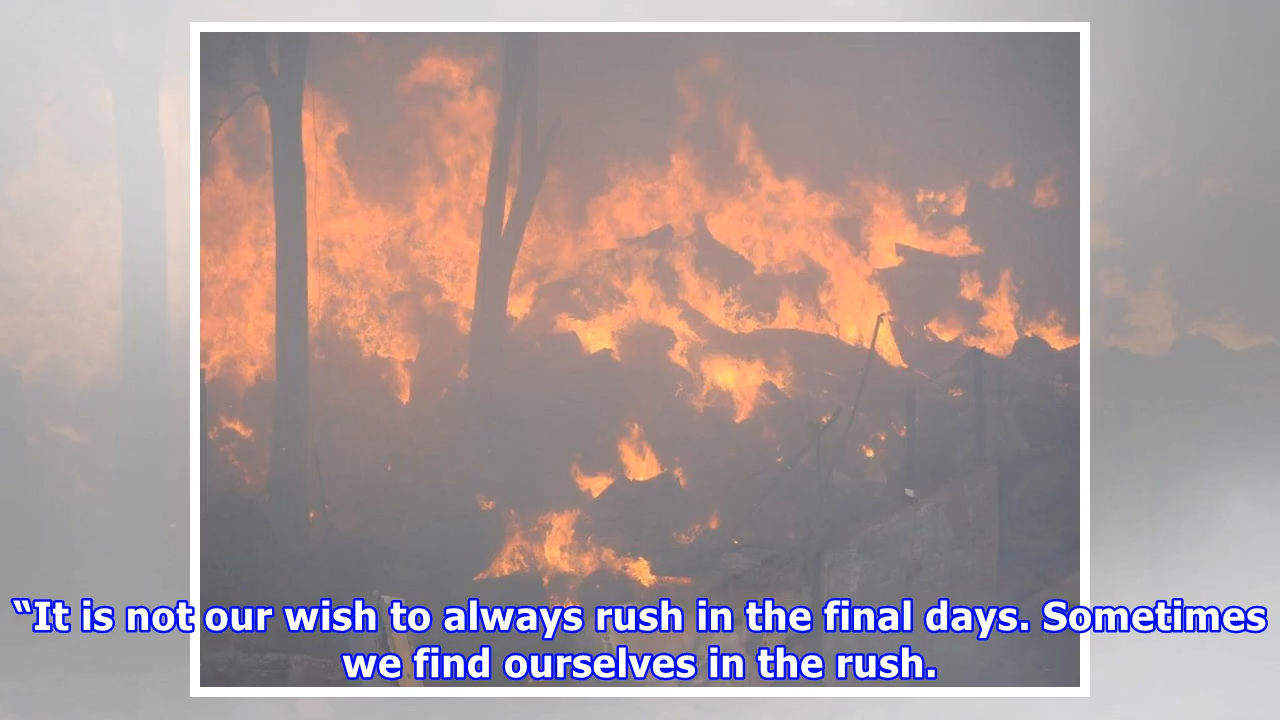 “It is not our wish to always rush in the final days. Sometimes
we find ourselves in the rush.